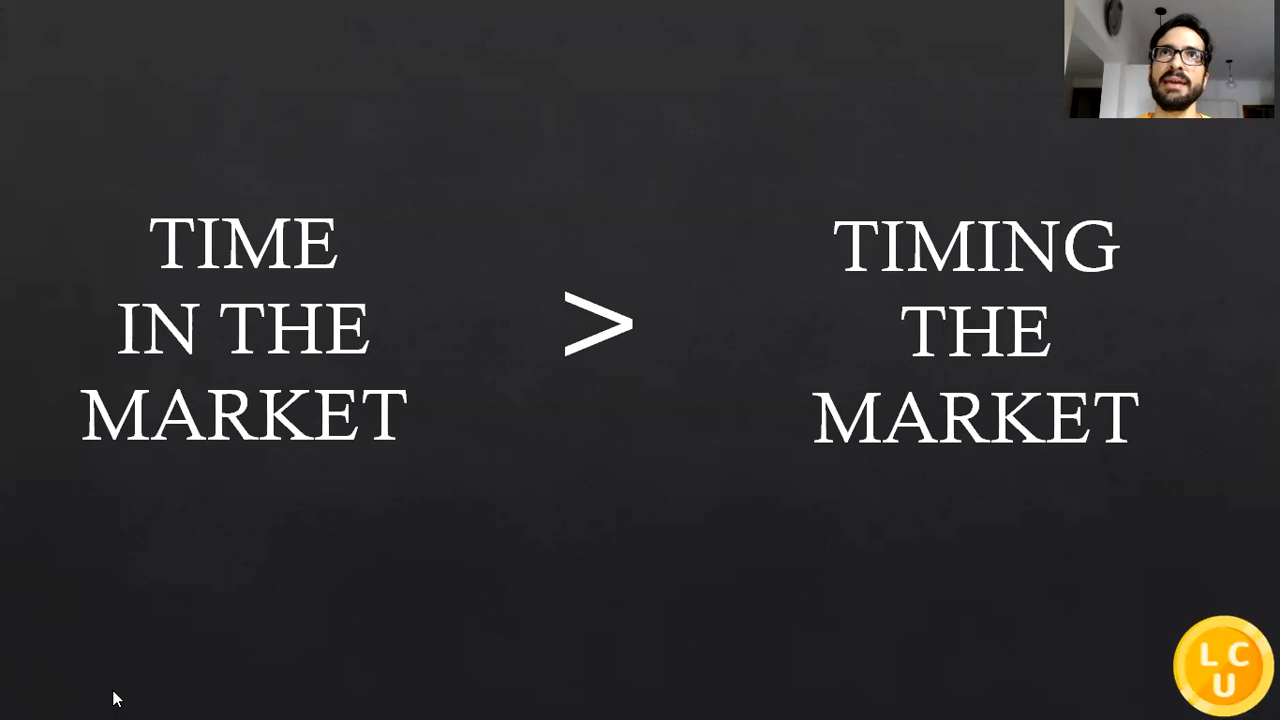 TIME
IN THE
MARKET
>
TIMING
THE
MARKET
L C
U